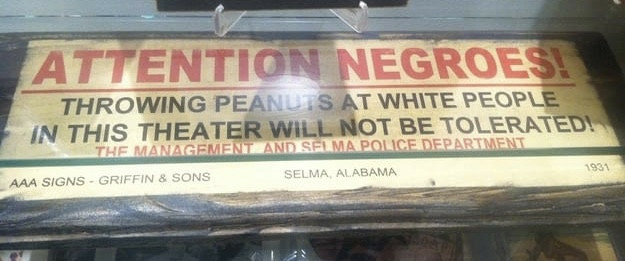 ATTENTION NEGROES!
THROWING PEANUTS AT WHITE PEOPLE
IN THIS THEATER WILL NOT BE TOLERATED!
THE MANAGEMENT AND SELMA POLICE DEPARTMENT
AAA SIGNS - GRIFFIN & SONS SELMA, ALABAMA 1931